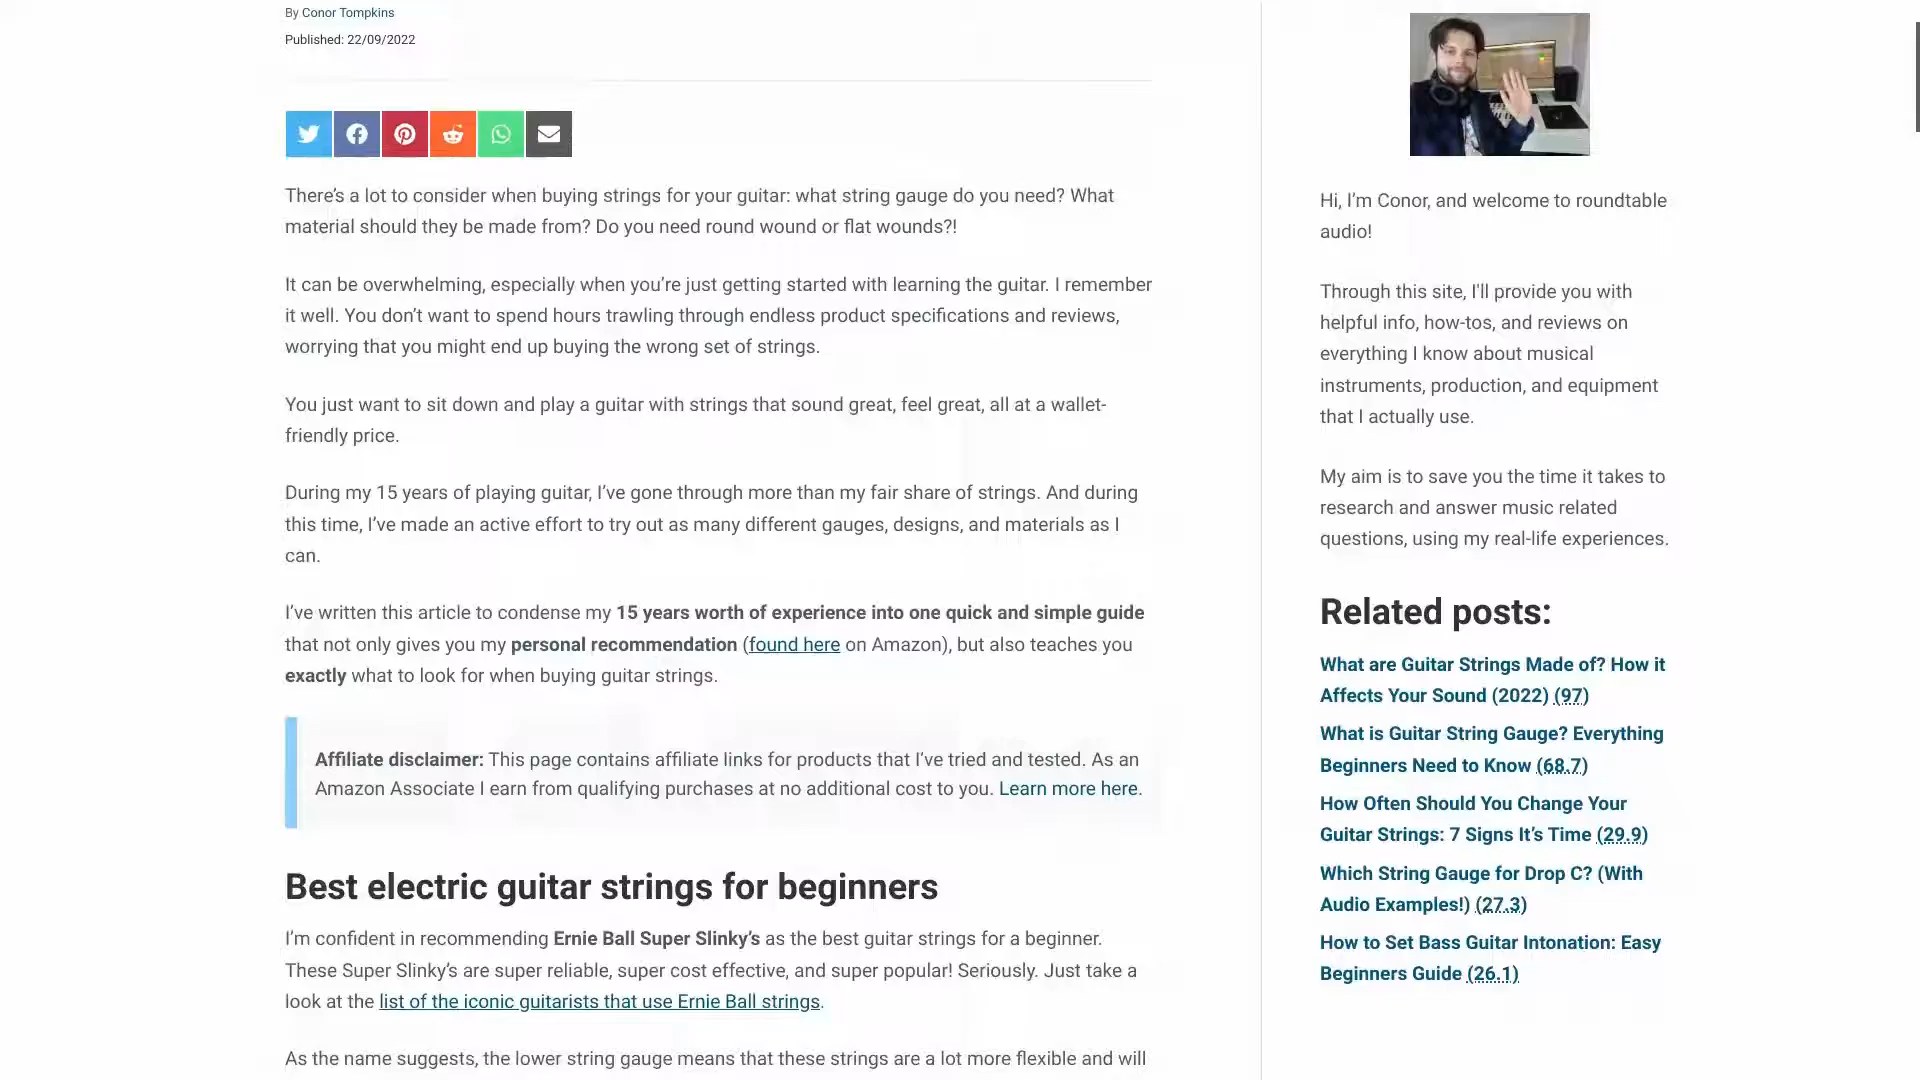 By Conor Tompkins
Published: 22/09/2022
There’s a lot to consider when buying strings for your guitar: what string gauge do you need? What
material should they be made from? Do you need round wound or flat wounds?!
It can be overwhelming, especially when you’re just getting started with learning the guitar. I remember
it well. You don’t want to spend hours trawling through endless product specifications and reviews,
worrying that you might end up buying the wrong set of strings.
You just want to sit down and play a guitar with strings that sound great, feel great, all at a wallet-
friendly price.
During my 15 years of playing guitar, I’ve gone through more than my fair share of strings. And during
this time, I’ve made an active effort to try out as many different gauges, designs, and materials as I
can.
I’ve written this article to condense my 15 years worth of experience into one quick and simple guide
that not only gives you my personal recommendation (found here on Amazon), but also teaches you
exactly what to look for when buying guitar strings.
Affiliate disclaimer: This page contains affiliate links for products that I’ve tried and tested. As an
Amazon Associate I earn from qualifying purchases at no additional cost to you. Learn more here.
Best electric guitar strings for beginners
I’m confident in recommending Ernie Ball Super Slinky’s as the best guitar strings for a beginner.
These Super Slinky’s are super reliable, super cost effective, and super popular! Seriously. Just take a
look at the list of the iconic guitarists that use Ernie Ball strings.
As the name suggests, the lower string gauge means that these strings are a lot more flexible and will
Hi, I’m Conor, and welcome to roundtable
audio!
Through this site, I'll provide you with
helpful info, how-tos, and reviews on
everything I know about musical
instruments, production, and equipment
that I actually use.
My aim is to save you the time it takes to
research and answer music related
questions, using my real-life experiences.
Related posts:
What are Guitar Strings Made of? How it
Affects Your Sound (2022) (97)
What is Guitar String Gauge? Everything
Beginners Need to Know (68.7)
How Often Should You Change Your
Guitar Strings: 7 Signs It’s Time (29.9)
Which String Gauge for Drop C? (With
Audio Examples!) (27.3)
How to Set Bass Guitar Intonation: Easy
Beginners Guide (26.1)